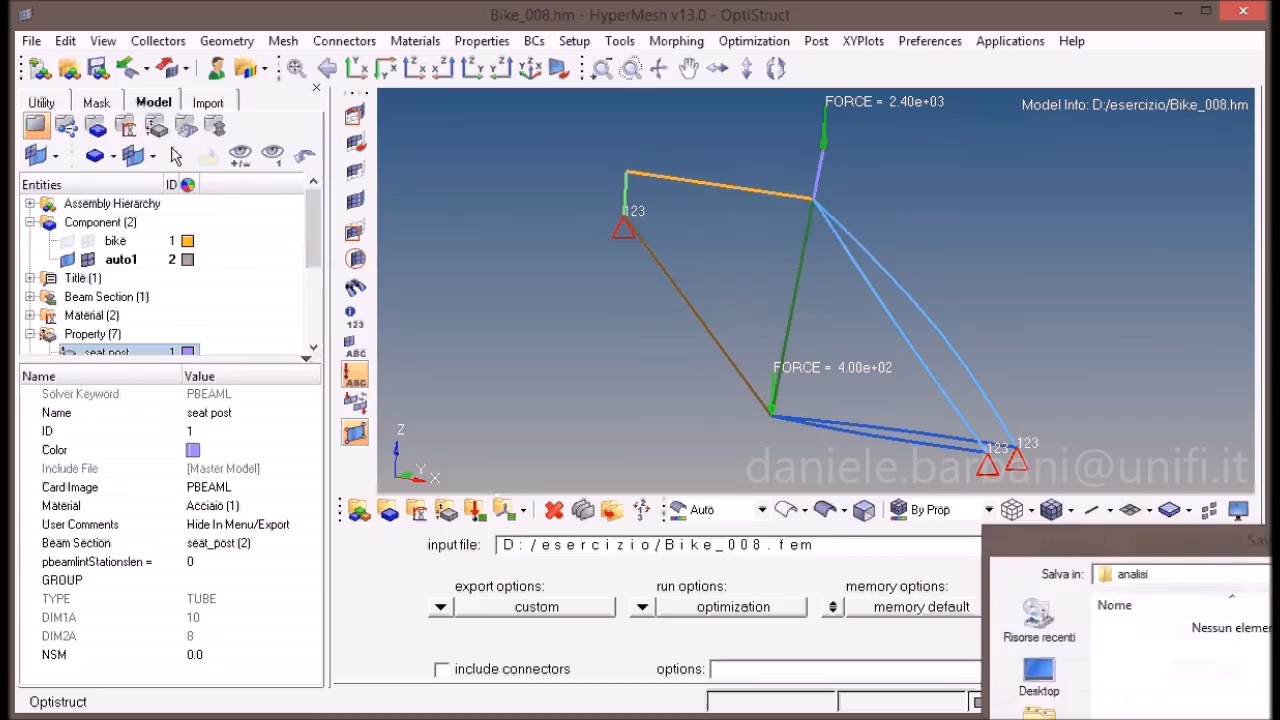 Bike_008.hm - HyperMesh v13.0 - OptiStruct
File Edit View Collectors Geometry Mesh Connectors Materials Properties BCs Setup Tools Morphing Optimization Post XYPlots Preferences Applications Help
Utility Mask Model Import
Entities ID
Assembly Hierarchy
Component (2)
bike 1
auto1 2
Title (1)
Beam Section (1)
Material (2)
Property (7)
seat post 1
Name Value
Solver Keyword PBEAML
Name seat post
ID 1
Color
Include File [Master Model]
Card Image PBEAML
Material Acciaio (1)
User Comments Hide In Menu/Export
Beam Section seat_post (2)
pbeamlntStationslen = 0
GROUP
TYPE TUBE
DIM1A 10
DIM2A 8
NSM 0.0
Optistruct
123
ABC
ABC
FORCE = 2.40e+03
Model Info: D:/esercizio/Bike_008.hm
123
FORCE = 4.00e+02
123
123
Z
Y
X
daniele.barbani@unifi.it
Auto
By Prop
input file: D:/esercizio/Bike_008.fem
export options: run options: memory options:
custom optimization memory default
include connectors options:
Salva in: analisi
Nome
Nessun eleme
Risorse recenti
Desktop